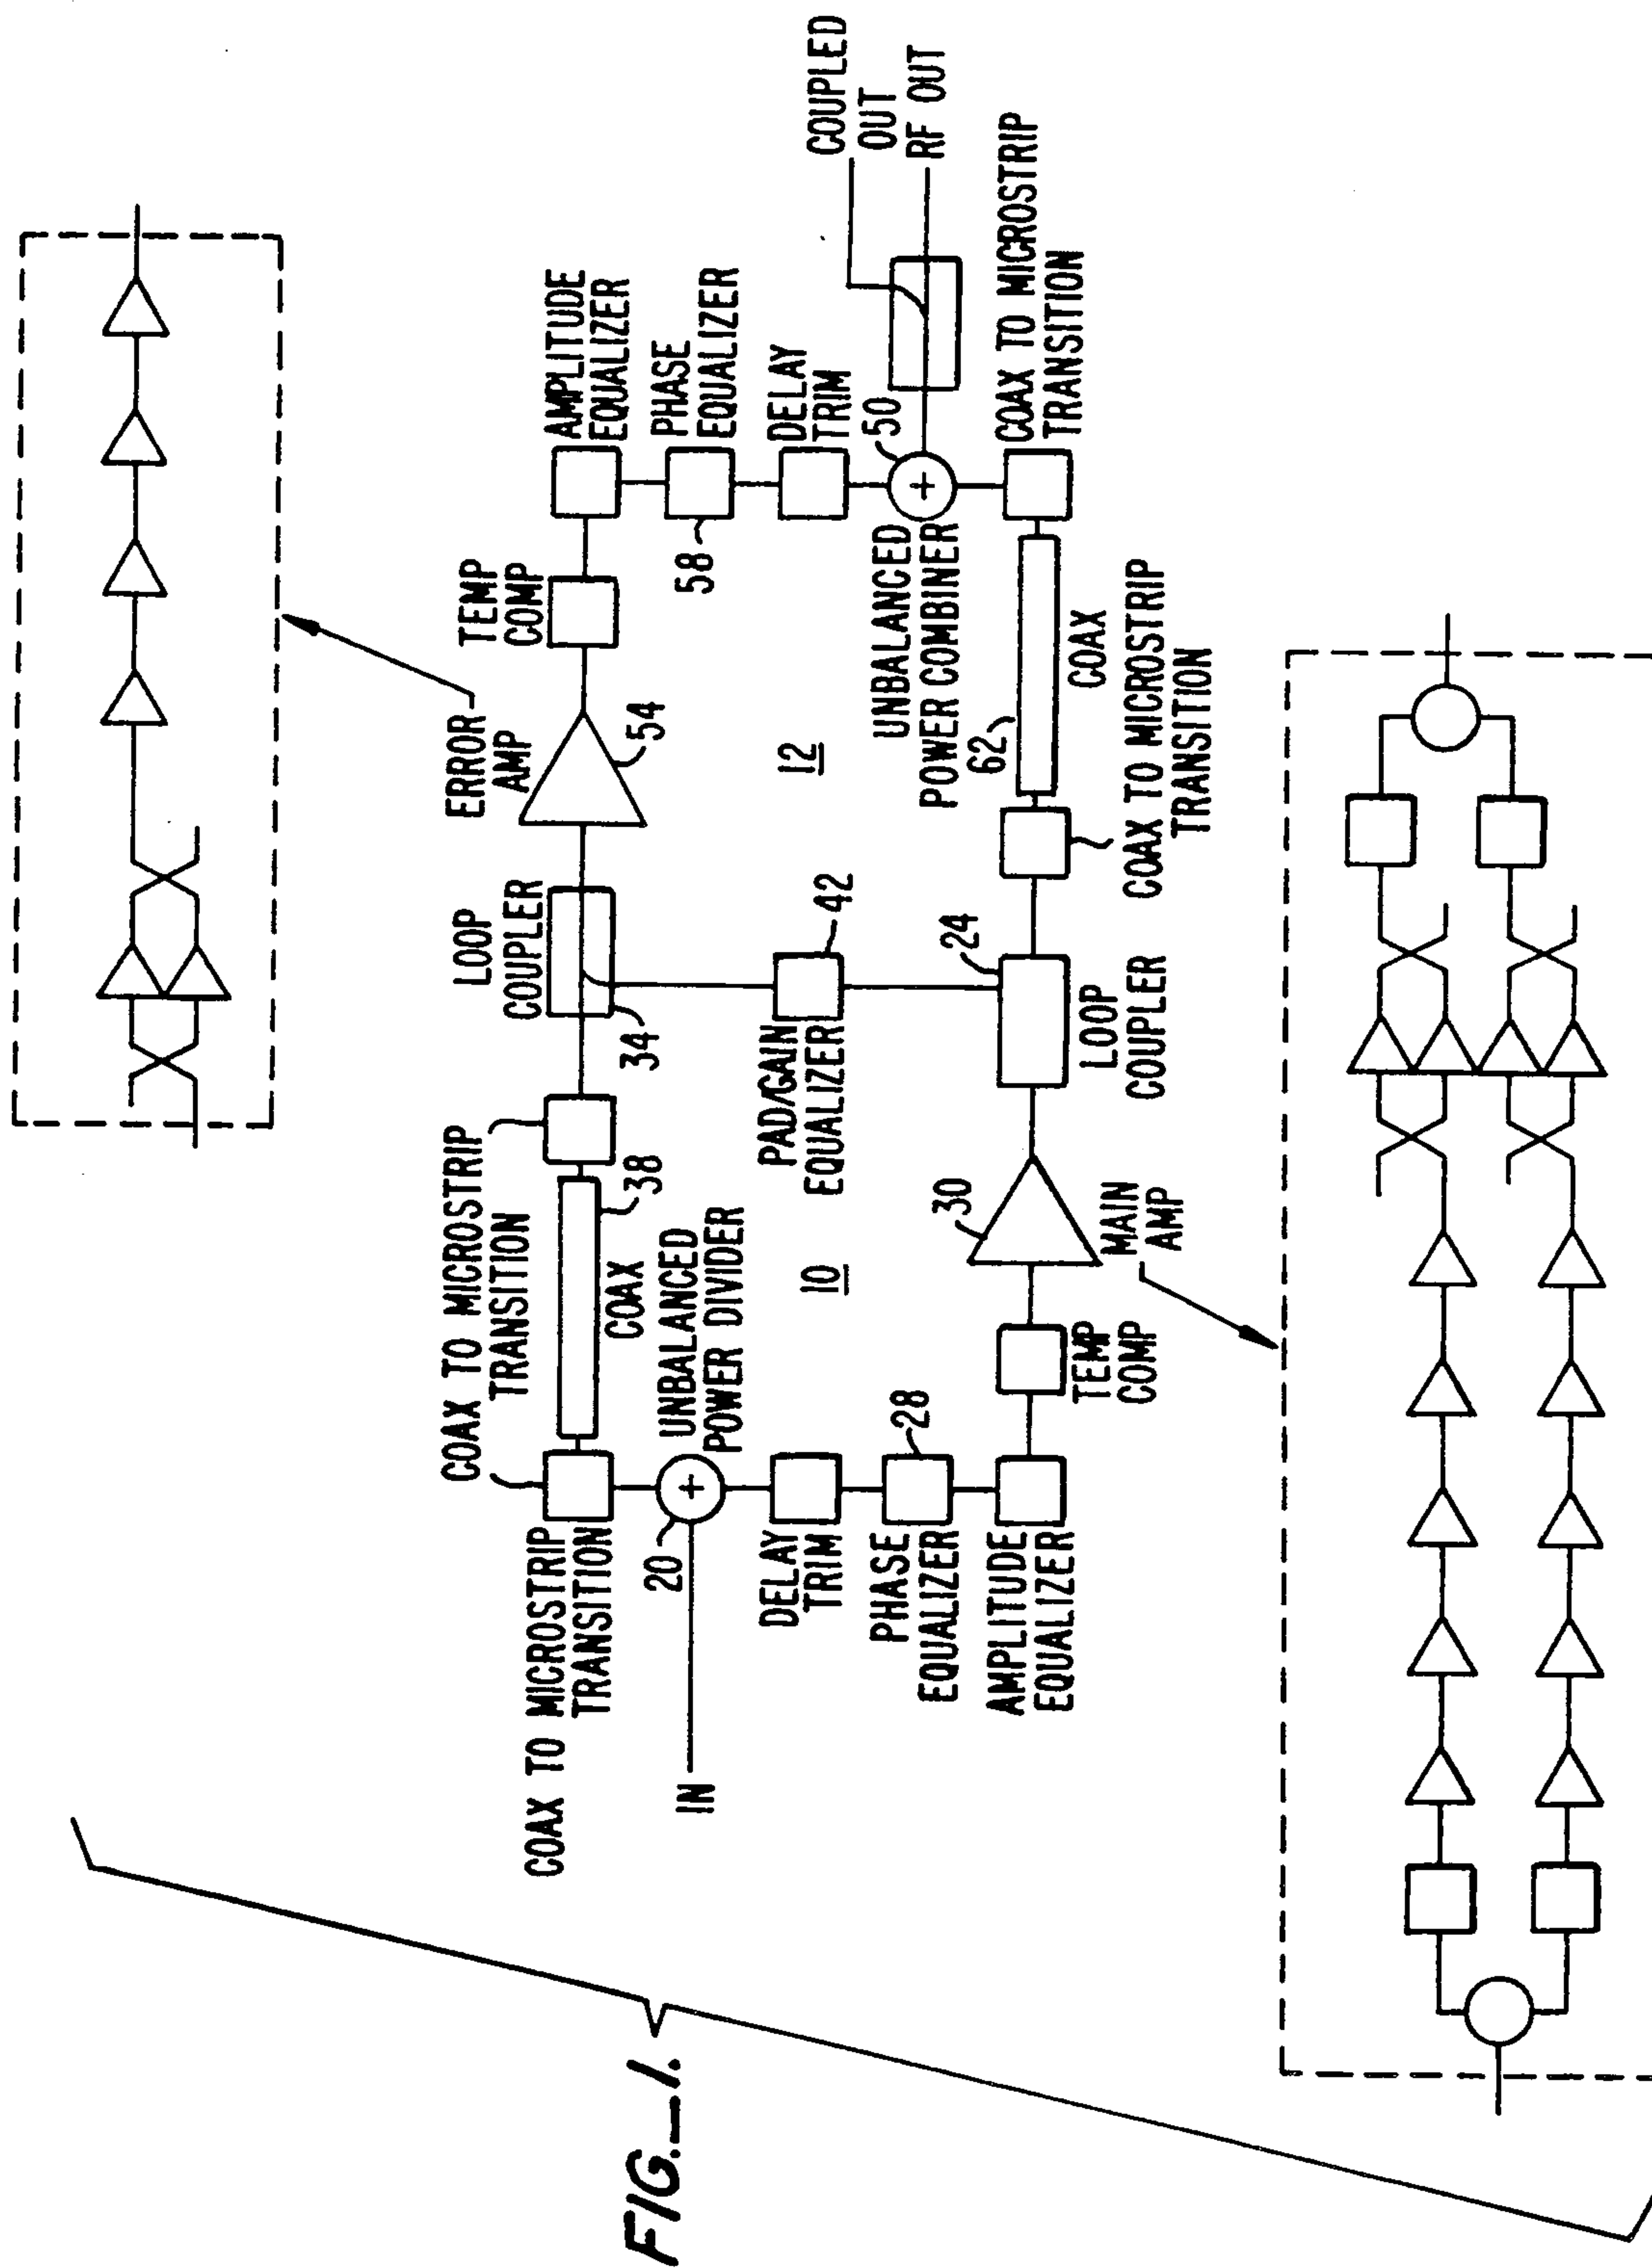 ERROR
AMP
TEMP
COMP
AMPLITUDE
EQUALIZER
PHASE
EQUALIZER
58
DELAY
TRIM
COUPLED
OUT
RF OUT
54
LOOP
COUPLER
34
COAX TO MICROSTRIP
TRANSITION
38
COAX
COAX TO MICROSTRIP
TRANSITION
20
UNBALANCED
POWER DIVIDER
IN
10
12
PAD/GAIN
EQUALIZER
42
UNBALANCED
POWER COMBINER
50
COAX TO MICROSTRIP
TRANSITION
62
COAX
COAX TO MICROSTRIP
TRANSITION
24
LOOP
COUPLER
30
MAIN
AMP
TEMP
COMP
DELAY
TRIM
PHASE
EQUALIZER
28
AMPLITUDE
EQUALIZER
FIG._1.